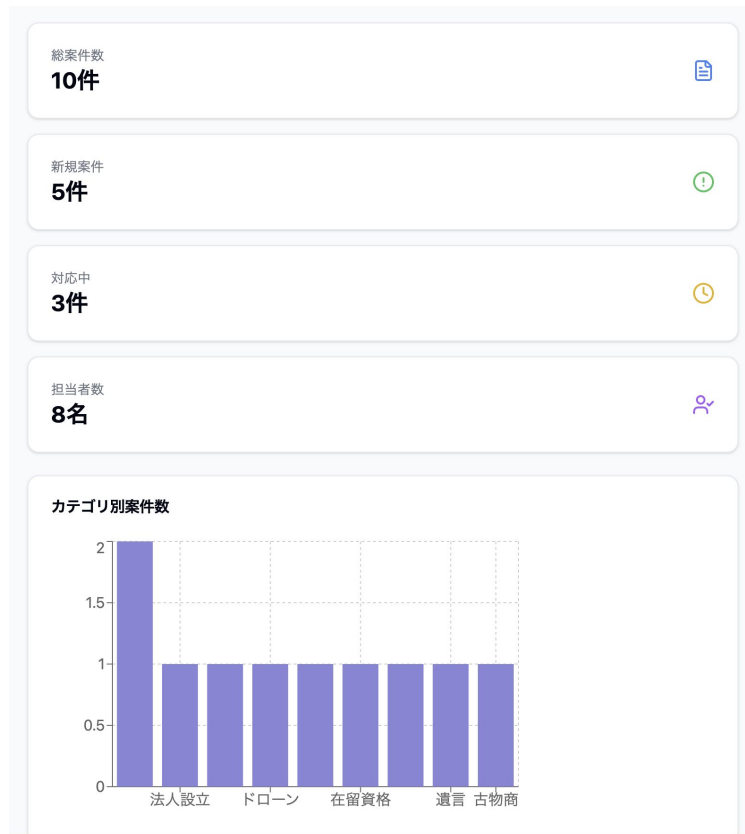 総案件数
10件
新規案件
5件
対応中
3件
担当者数
8名
カテゴリ別案件数
2
1.5
1
0.5
0
法人設立 ドローン 在留資格 遺言 古物商